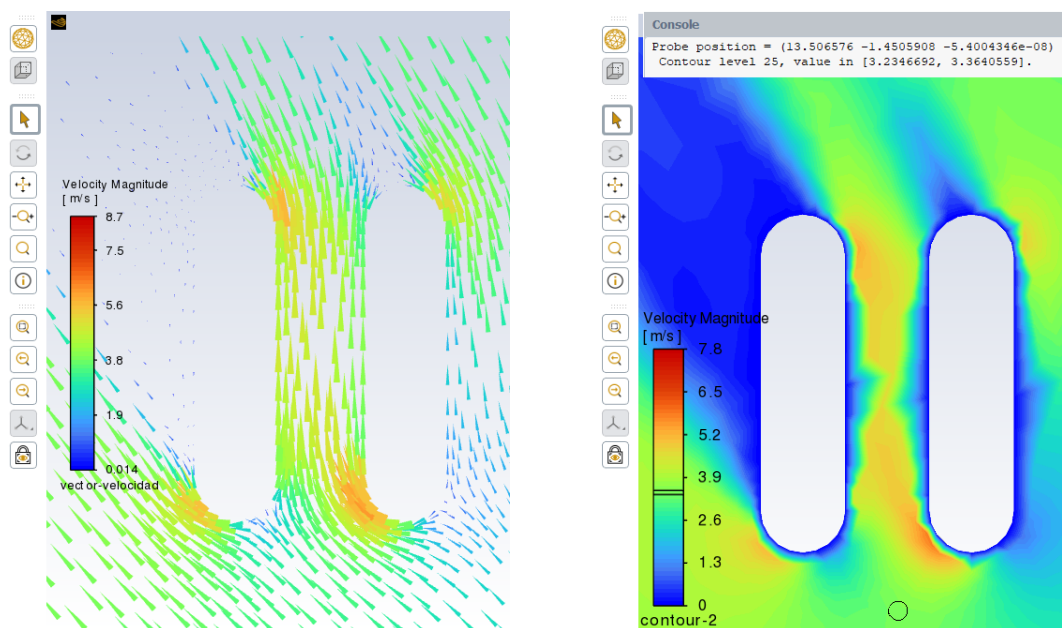 Velocity Magnitude
[ m/s ]
8.7
7.5
5.6
3.8
1.9
0.014
vector-velocidad
Console
Probe position = (13.506576 -1.4505908 -5.4004346e-08)
Contour level 25, value in [3.2346692, 3.3640559].
Velocity Magnitude
[ m/s ]
7.8
6.5
5.2
3.9
2.6
1.3
0
contour-2